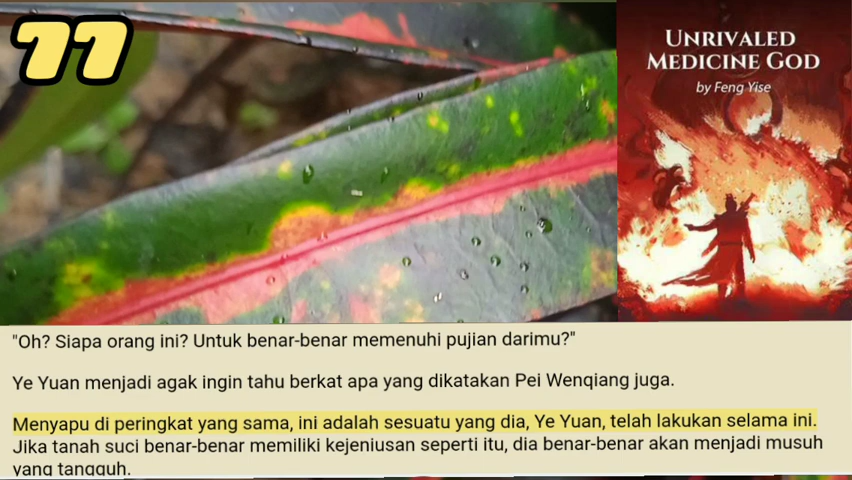 77
UNRIVALED
MEDICINE GOD
by Feng Yise
"Oh? Siapa orang ini? Untuk benar-benar memenuhi pujian darimu?"
Ye Yuan menjadi agak ingin tahu berkat apa yang dikatakan Pei Wenqiang juga.
Menyapu di peringkat yang sama, ini adalah sesuatu yang dia, Ye Yuan, telah lakukan selama ini.
Jika tanah suci benar-benar memiliki kejeniusan seperti itu, dia benar-benar akan menjadi musuh
yang tangguh.